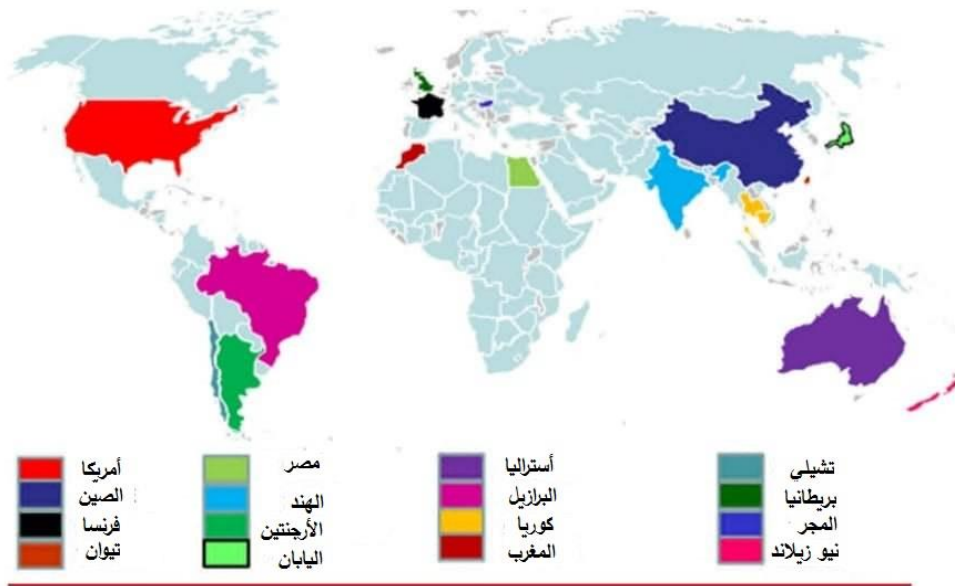 أمريكا
الصين
فرنسا
تيوان
مصر
الهند
الأرجنتين
اليابان
أستراليا
البرازيل
كوريا
المغرب
تشيلي
بريطانيا
المجر
نيو زيلاند